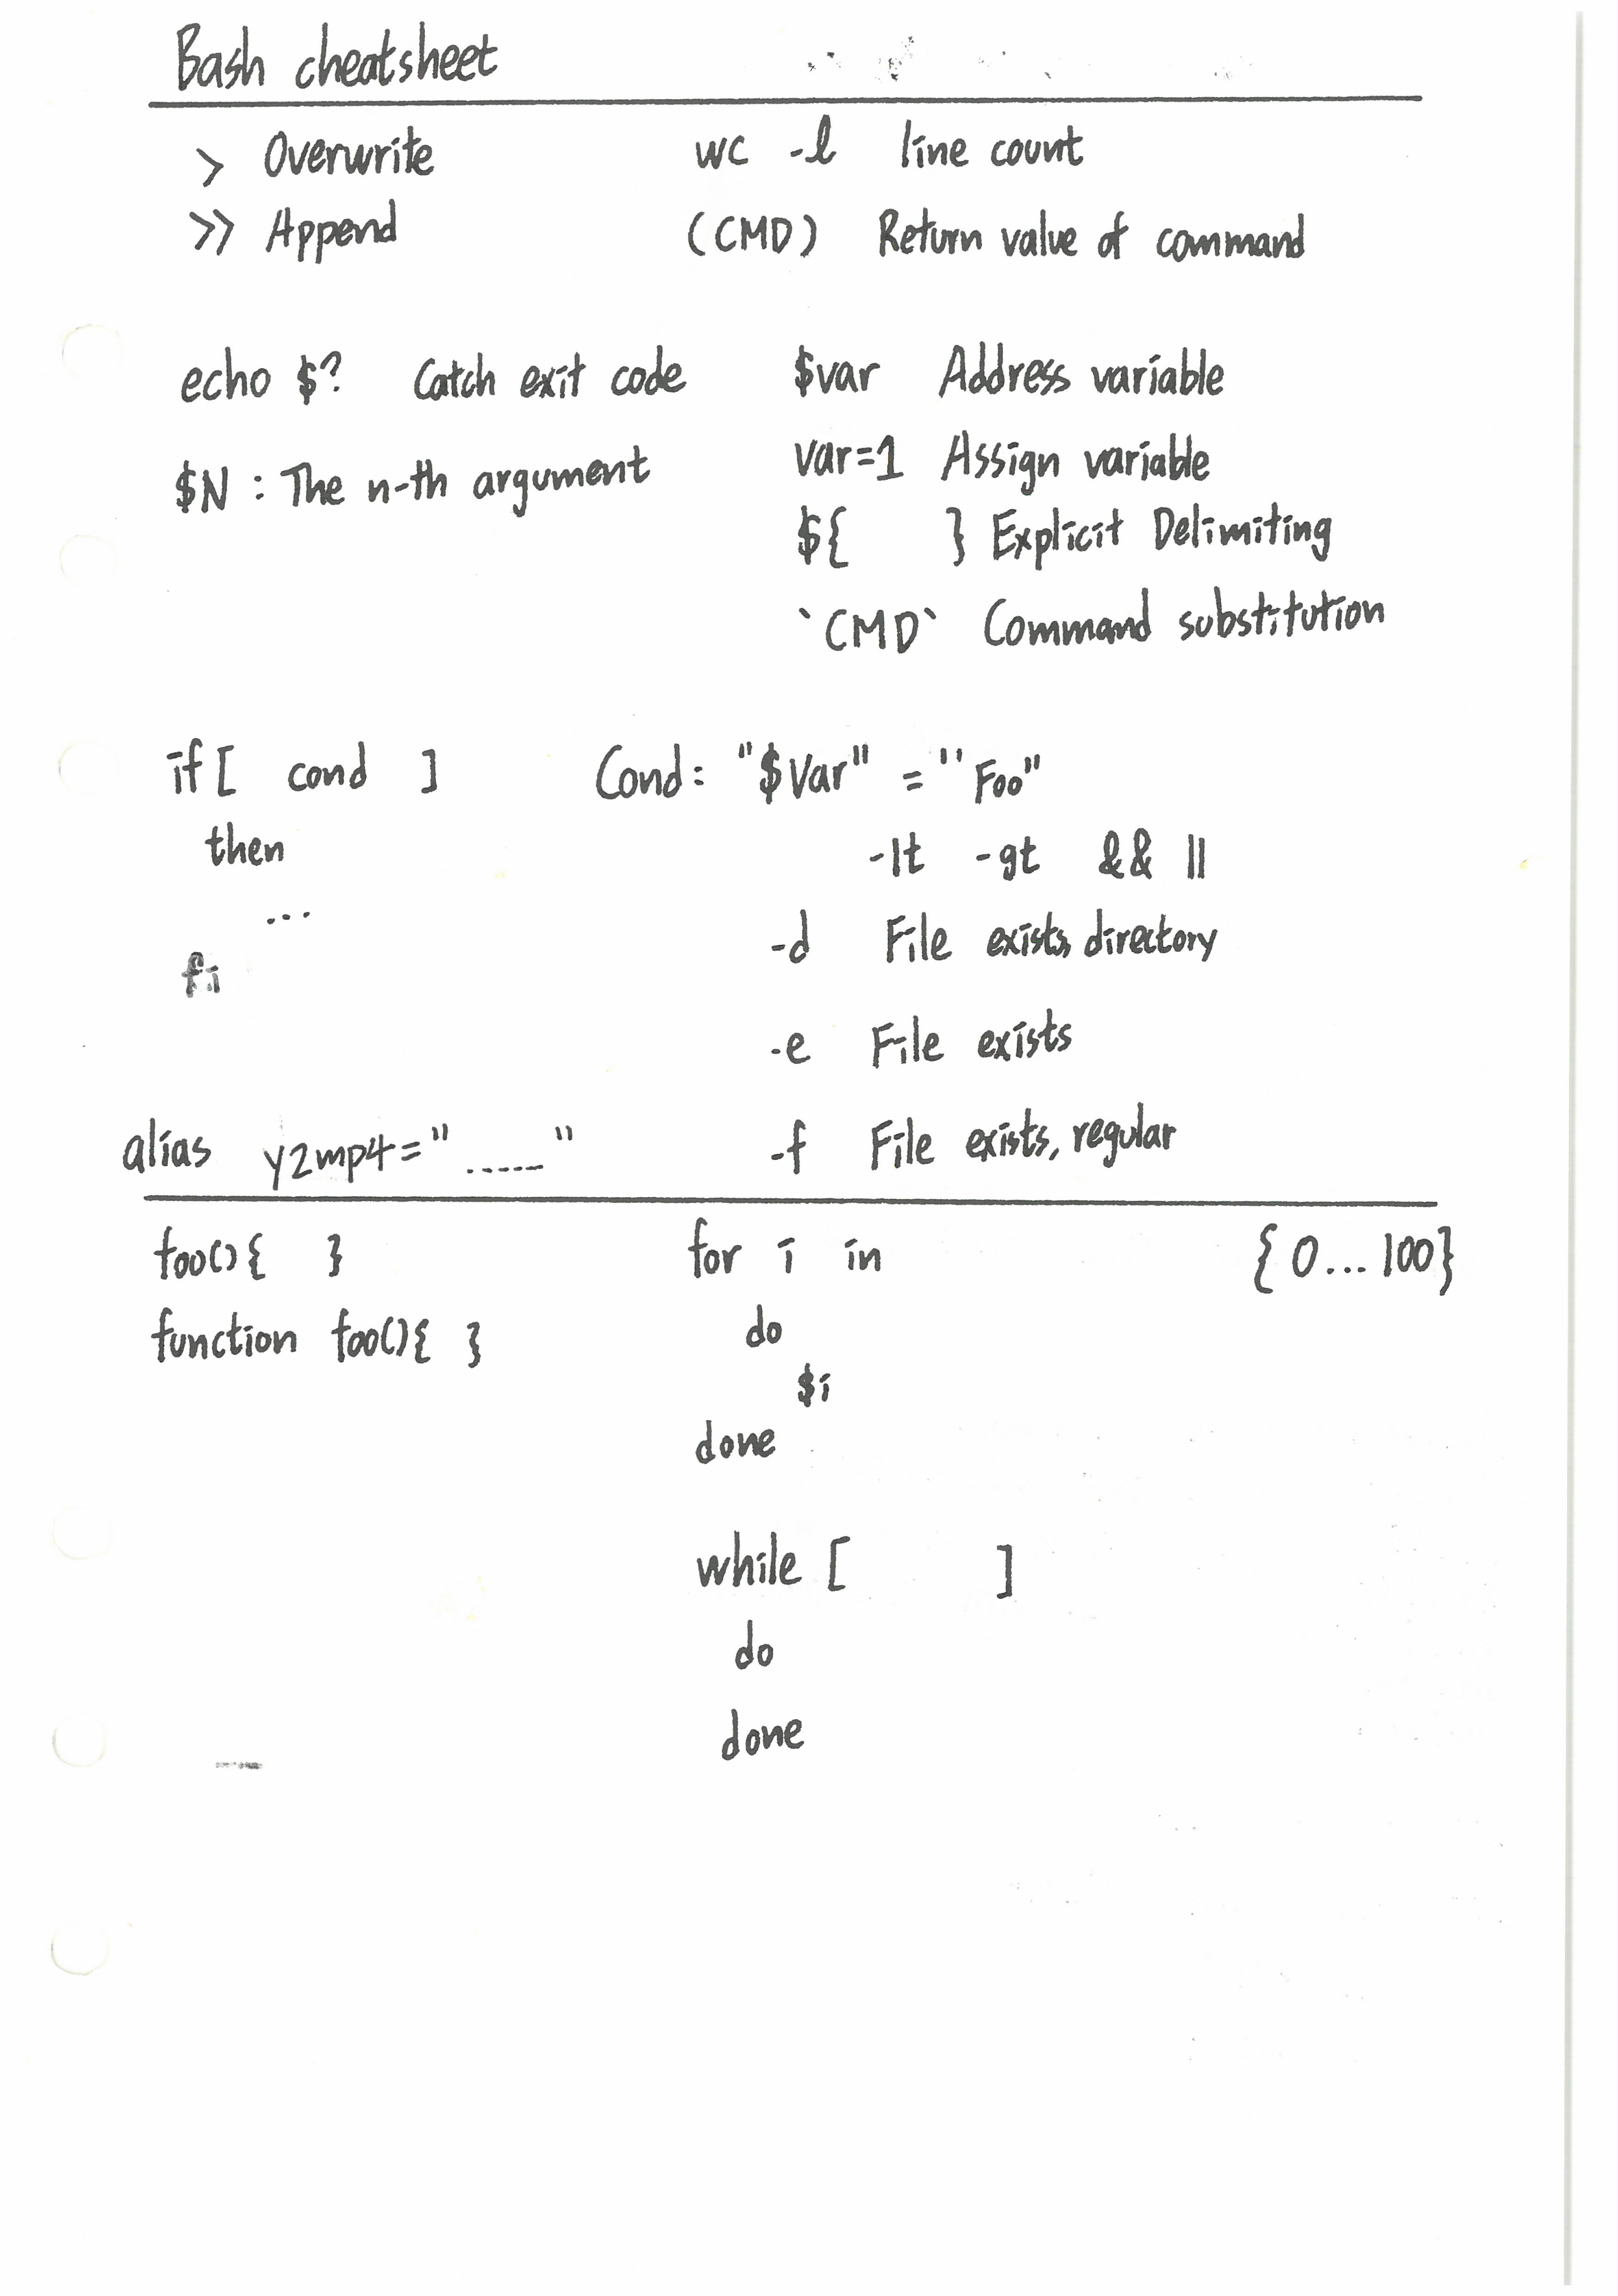 Bash cheatsheet
> Overwrite
>> Append
wc -l line count
(CMD) Return value of command
echo $? Catch exit code
$N : The n-th argument
$var Address variable
var=1 Assign variable
${ } Explicit Delimiting
`CMD` Command substitution
if [ cond ]
then
...
fi
Cond: "$Var" = "Foo"
-lt -gt && ||
-d File exists, directory
-e File exists
-f File exists, regular
alias y2mp4="....."
foo(){ }
function foo(){ }
for i in {0...100}
do
$i
done
while [ ]
do
done